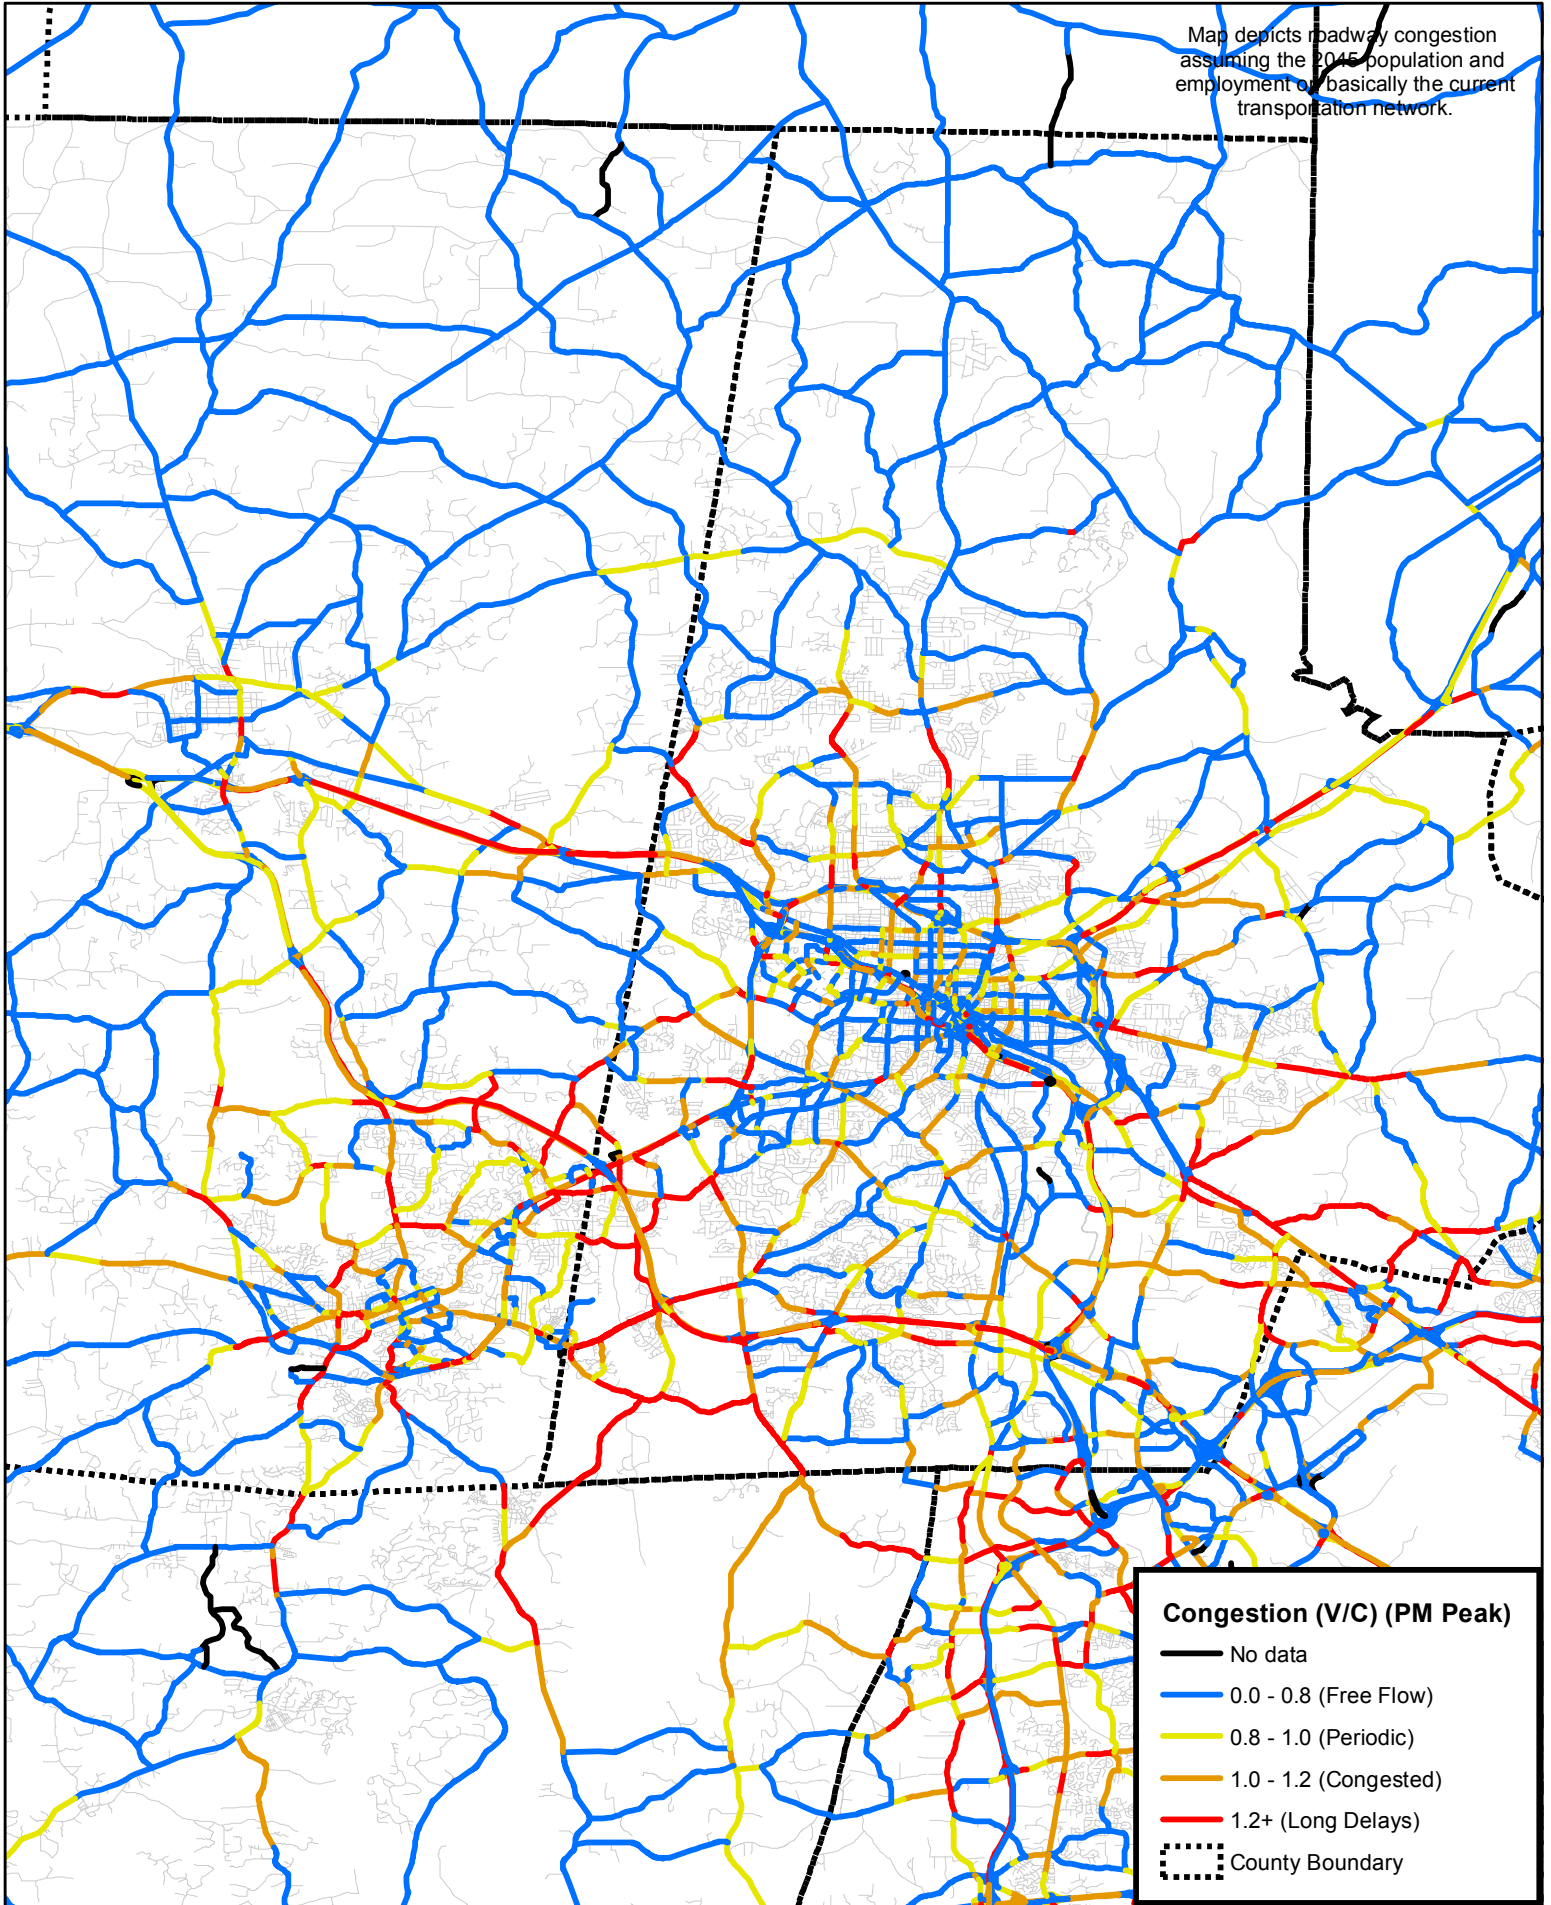 Map depicts roadway congestion
assuming the 2045 population and
employment on basically the current
transportation network.
Congestion (V/C) (PM Peak)
No data
0.0 - 0.8 (Free Flow)
0.8 - 1.0 (Periodic)
1.0 - 1.2 (Congested)
1.2+ (Long Delays)
County Boundary